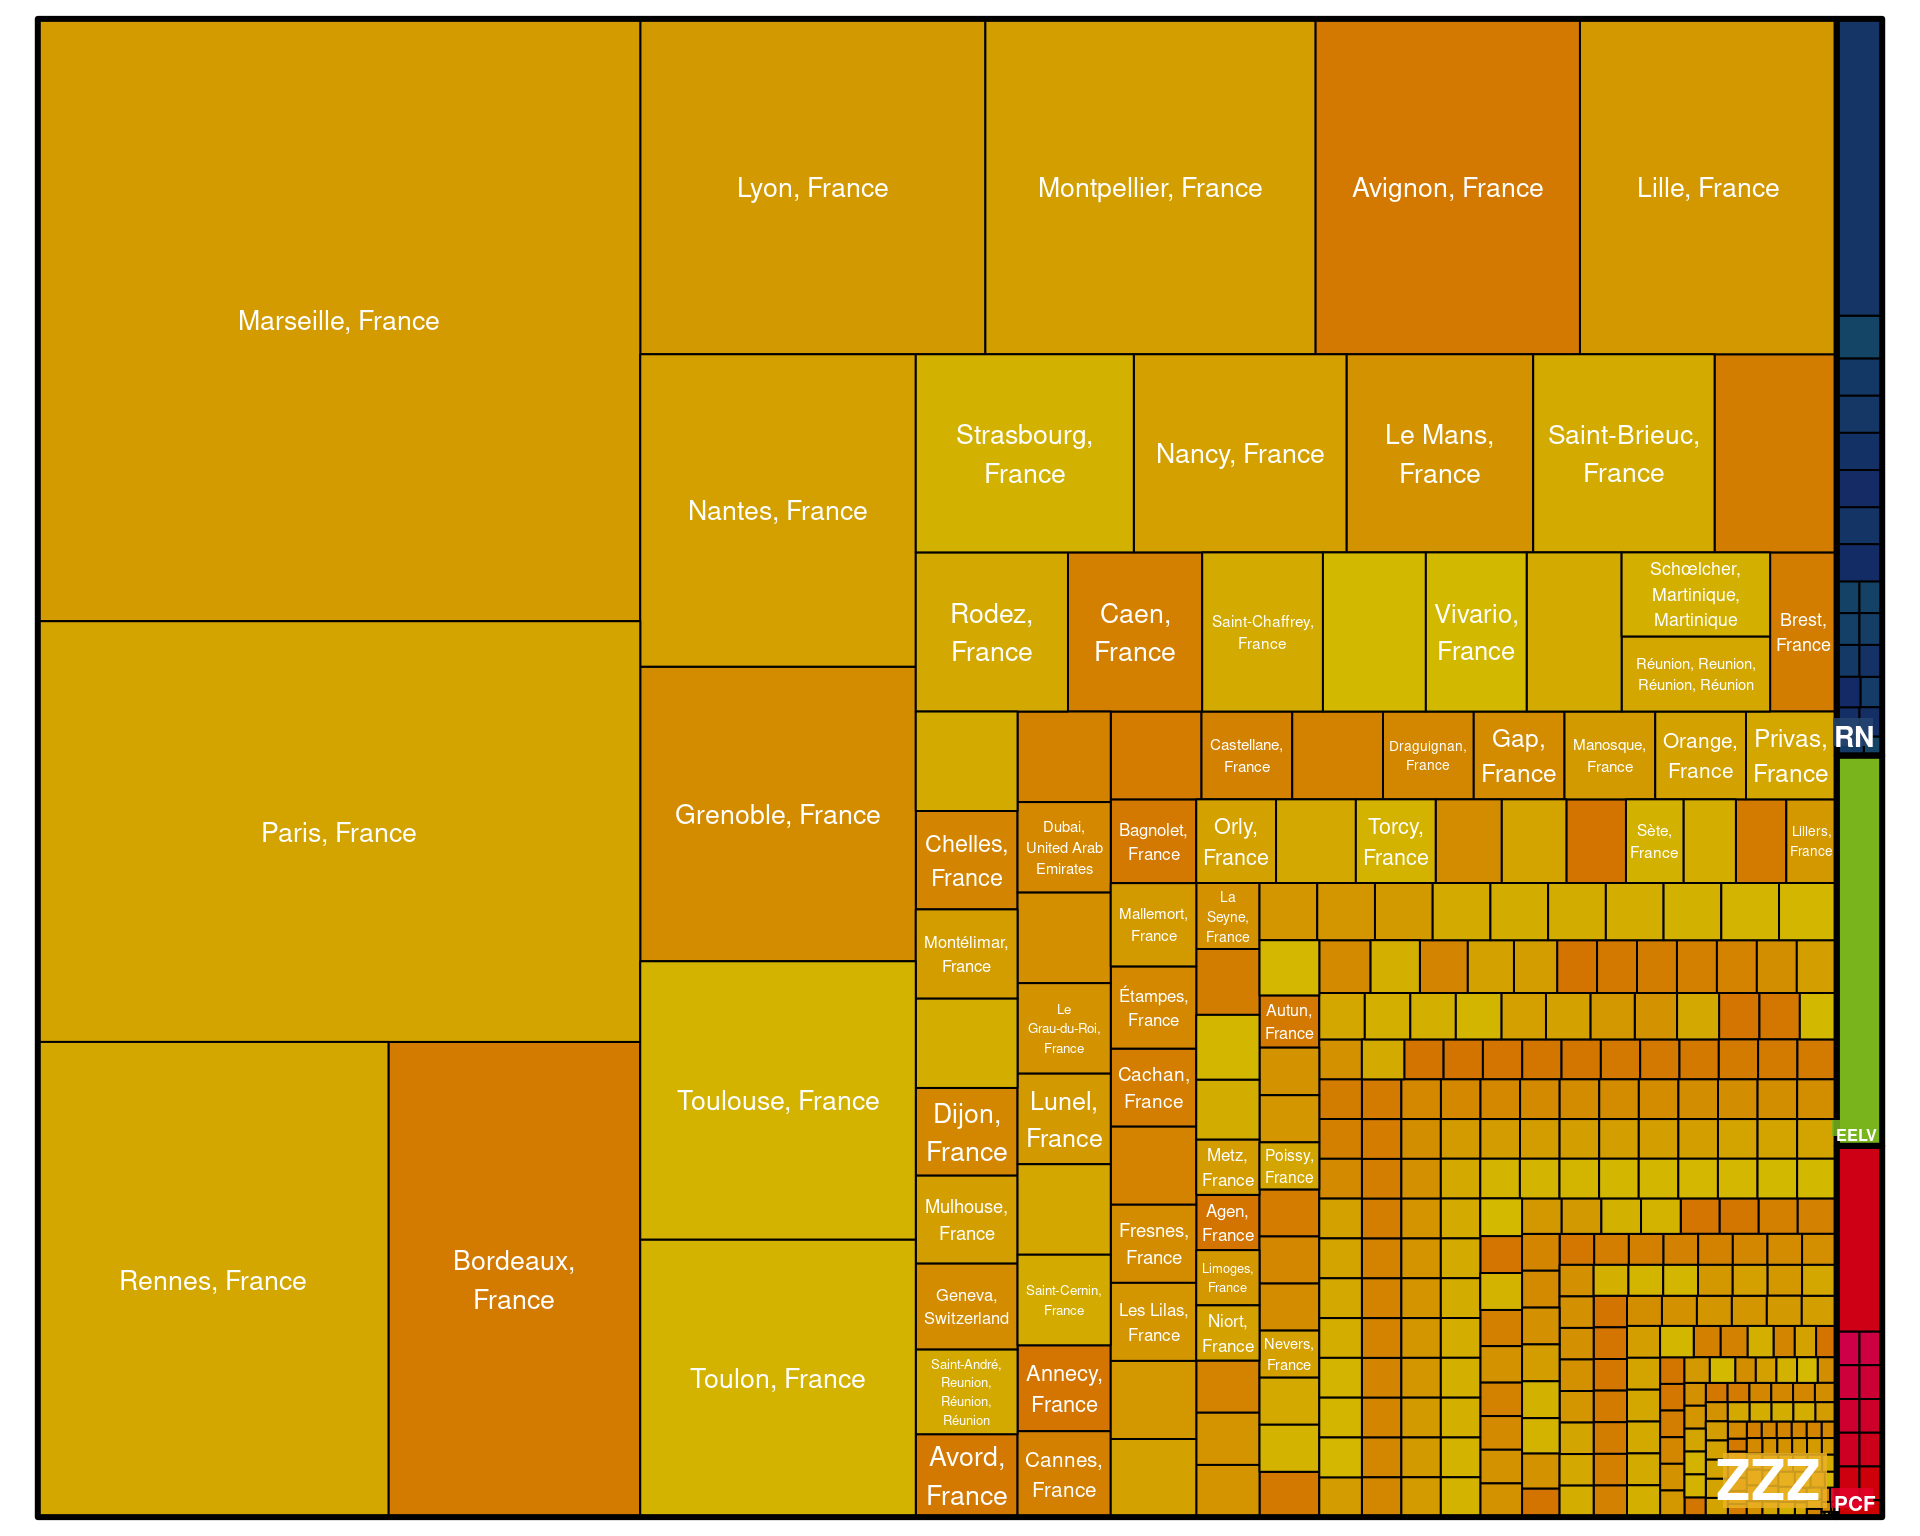 Marseille, France
Lyon, France
Montpellier, France
Avignon, France
Lille, France
Paris, France
Rennes, France
Bordeaux,
France
Nantes, France
Grenoble, France
Toulouse, France
Toulon, France
Strasbourg,
France
Nancy, France
Le Mans,
France
Saint-Brieuc,
France
Rodez,
France
Caen,
France
Saint-Chaffrey,
France
Vivario,
France
Schœlcher,
Martinique,
Martinique
Réunion, Reunion,
Réunion, Réunion
Brest,
France
Chelles,
France
Montélimar,
France
Dijon,
France
Mulhouse,
France
Geneva,
Switzerland
Saint-André,
Reunion,
Réunion,
Réunion
Avord,
France
Dubai,
United Arab
Emirates
Le
Grau-du-Roi,
France
Lunel,
France
Saint-Cernin,
France
Annecy,
France
Cannes,
France
Castellane,
France
Draguignan,
France
Gap,
France
Manosque,
France
Orange,
France
Privas,
France
Bagnolet,
France
Mallemort,
France
Étampes,
France
Cachan,
France
Fresnes,
France
Les Lilas,
France
Orly,
France
Torcy,
France
Sète,
France
Lillers,
France
La
Seyne,
France
Metz,
France
Agen,
France
Limoges,
France
Niort,
France
Autun,
France
Poissy,
France
Nevers,
France
ZZZ
RN
EELV
PCF